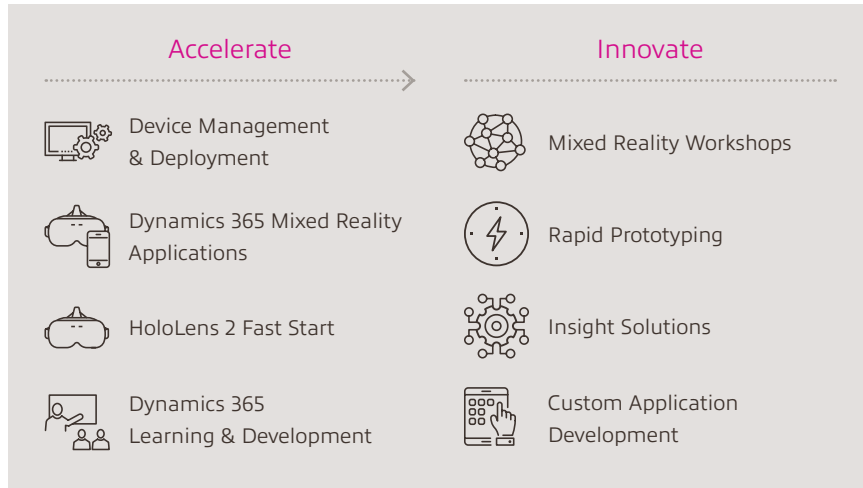 Accelerate
Device Management
& Deployment
Dynamics 365 Mixed Reality
Applications
HoloLens 2 Fast Start
Dynamics 365
Learning & Development
Innovate
Mixed Reality Workshops
Rapid Prototyping
Insight Solutions
Custom Application
Development